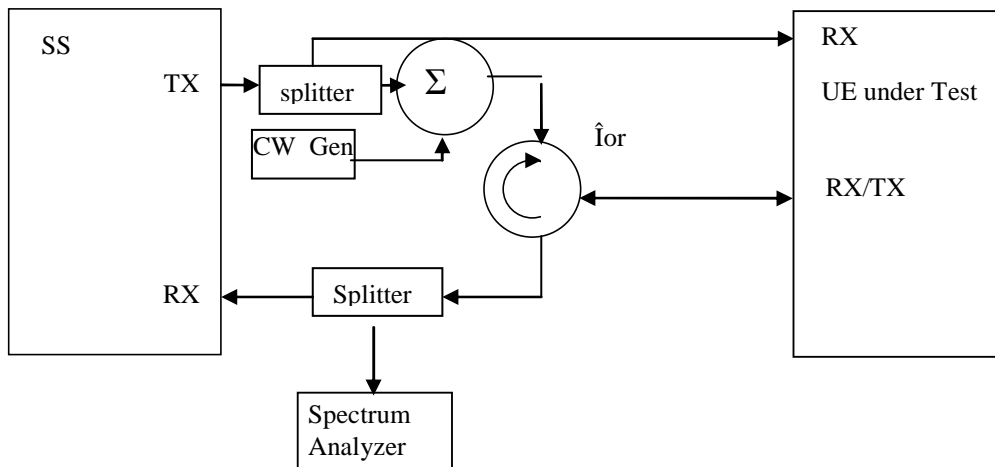 SS
RX
TX
Σ
splitter
UE under Test
CW Gen
Îor
RX/TX
RX
Splitter
Spectrum
Analyzer